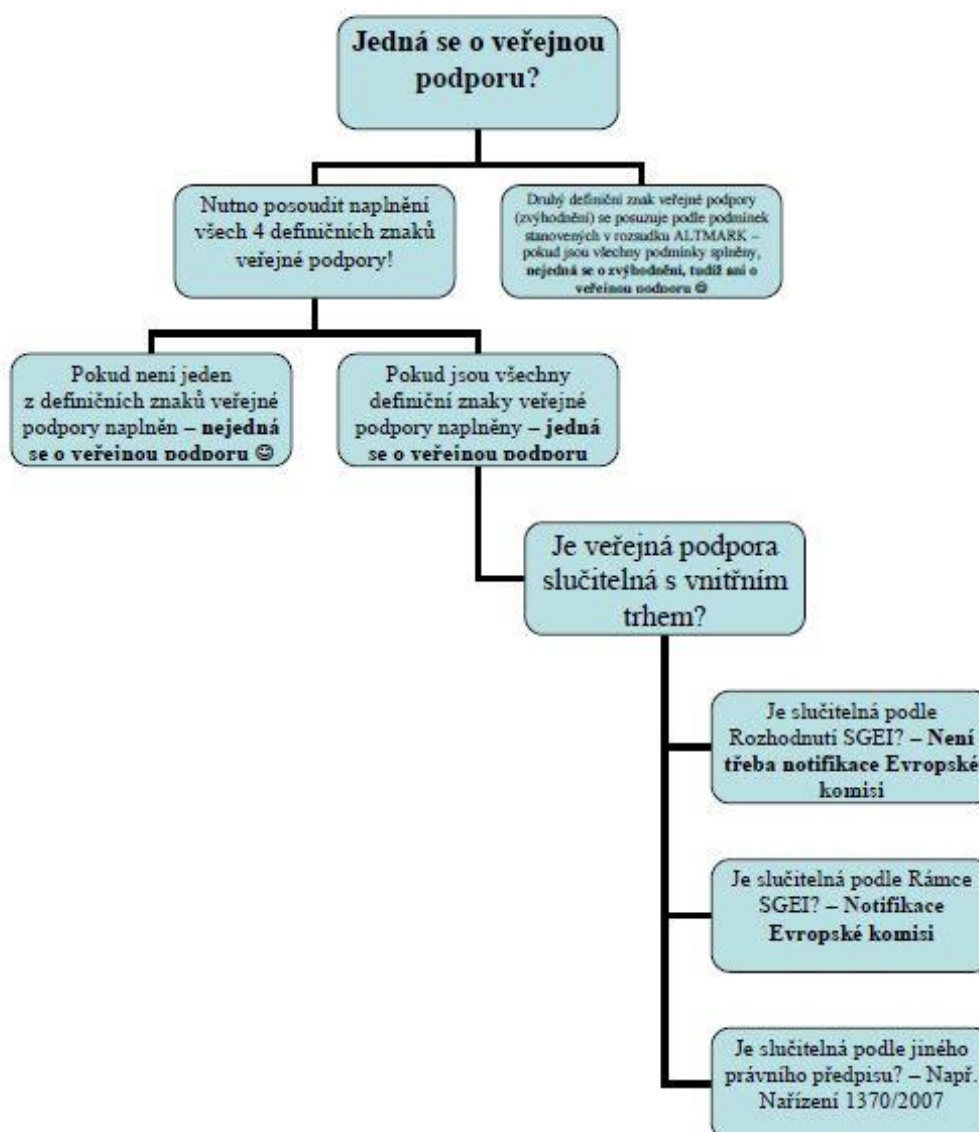 Jedná se o veřejnou
podporu?
Nutno posoudit naplnění
všech 4 definičních znaků
veřejné podpory!
Druhý definiční znak veřejné podpory
(zvýhodnění) se posuzuje podle podmínek
stanovených v rozsudku ALTMARK –
pokud jsou všechny podmínky splněny,
nejedná se o zvýhodnění, tudíž ani o
veřejnou podporu ☺
Pokud není jeden
z definičních znaků veřejné
podpory naplněn – nejedná
se o veřejnou podporu ☺
Pokud jsou všechny
definiční znaky veřejné
podpory naplněny – jedná
se o veřejnou podporu
Je veřejná podpora
slučitelná s vnitřním
trhem?
Je slučitelná podle
Rozhodnutí SGEI? – Není
třeba notifikace Evropské
komisi
Je slučitelná podle Rámce
SGEI? – Notifikace
Evropské komisi
Je slučitelná podle jiného
právního předpisu? – Např.
Nařízení 1370/2007